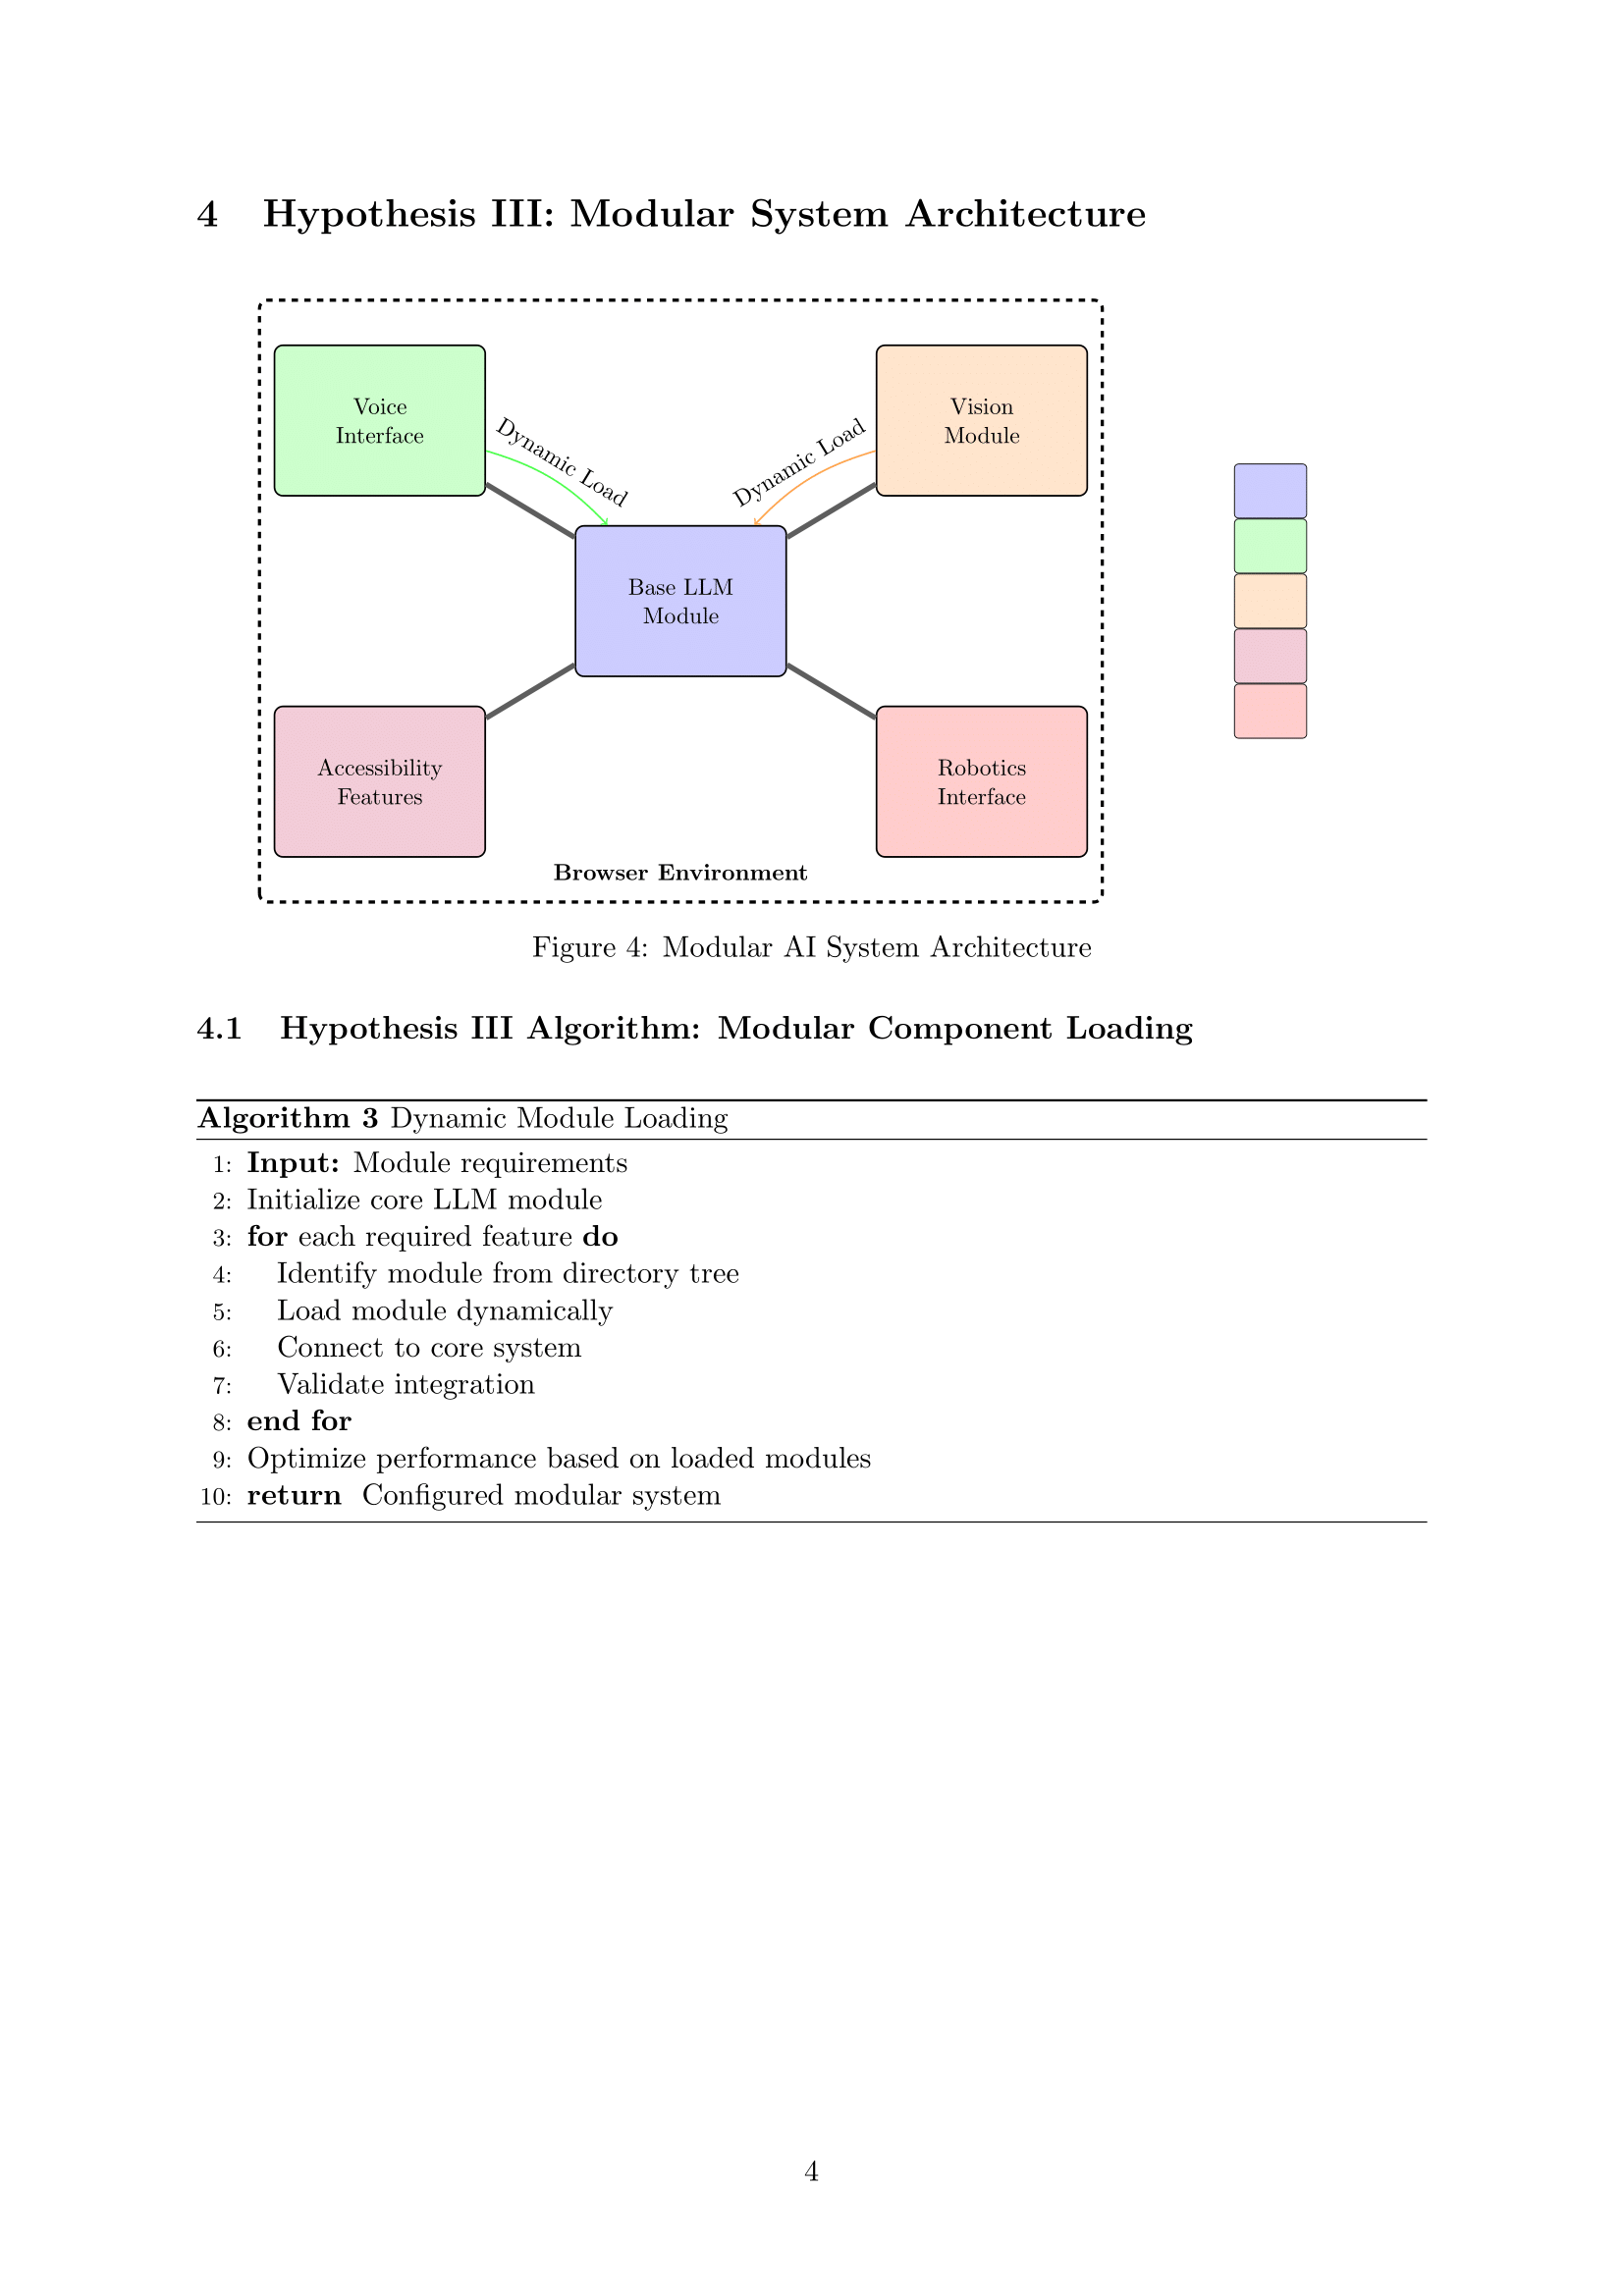 4 Hypothesis III: Modular System Architecture
Voice
Interface
Vision
Module
Dynamic Load
Dynamic Load
Base LLM
Module
Accessibility
Features
Robotics
Interface
Browser Environment
Figure 4: Modular AI System Architecture
4.1 Hypothesis III Algorithm: Modular Component Loading
Algorithm 3 Dynamic Module Loading
1: Input: Module requirements
2: Initialize core LLM module
3: for each required feature do
4: Identify module from directory tree
5: Load module dynamically
6: Connect to core system
7: Validate integration
8: end for
9: Optimize performance based on loaded modules
10: return Configured modular system
4